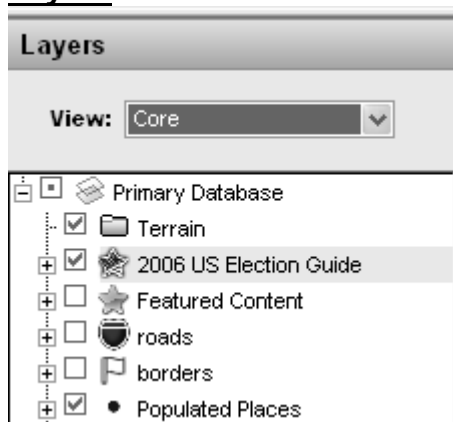 Layers
View: Core
Primary Database
Terrain
2006 US Election Guide
Featured Content
roads
borders
Populated Places